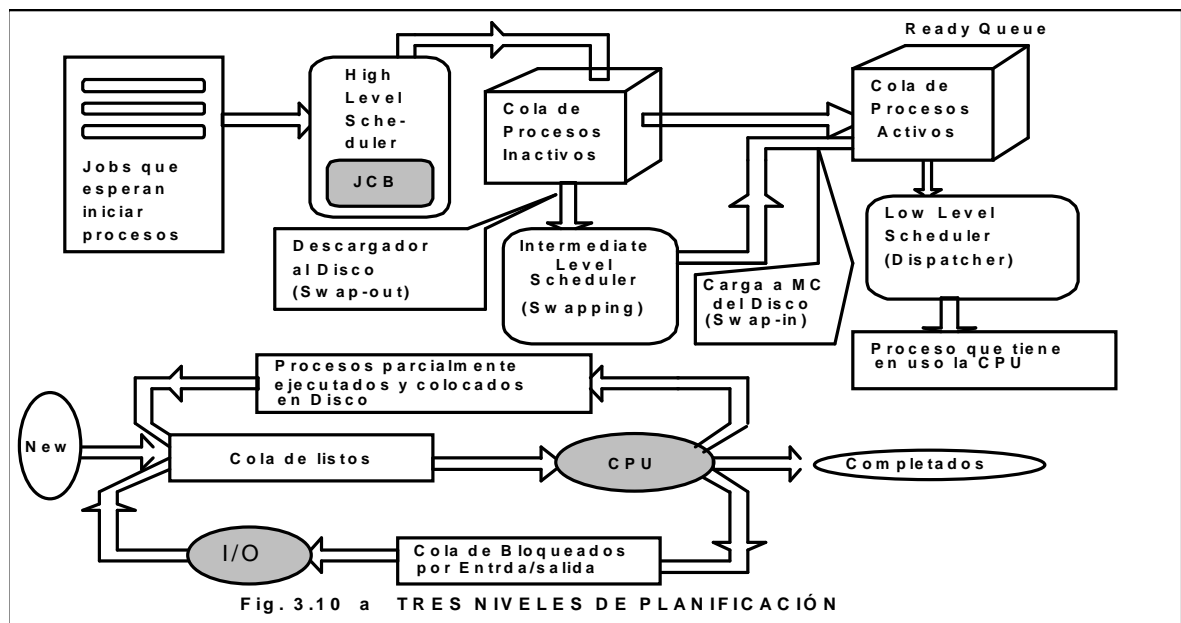 Ready Queue
High
Level
Sche-
duler
JCB
Jobs que
esperan
iniciar
procesos
Cola de
Procesos
Inactivos
Cola de
Procesos
Activos
Descargador
al Disco
(Swap-out)
Intermediate
Level
Scheduler
(Swapping)
Carga a MC
del Disco
(Swap-in)
Low Level
Scheduler
(Dispatcher)
Proceso que tiene
en uso la CPU
Procesos parcialmente
ejecutados y colocados
en Disco
New
Cola de listos
CPU
Completados
I/O
Cola de Bloqueados
por Entrda/salida
Fig. 3.10 a TRES NIVELES DE PLANIFICACIÓN